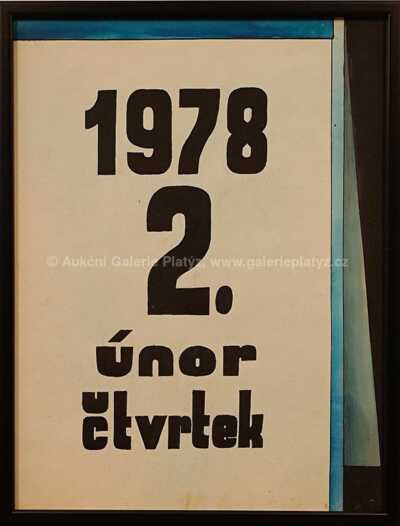 1978
2.
© Aukční Galerie Platýz, www.galerieplatyz.cz
únor
čtvrtek